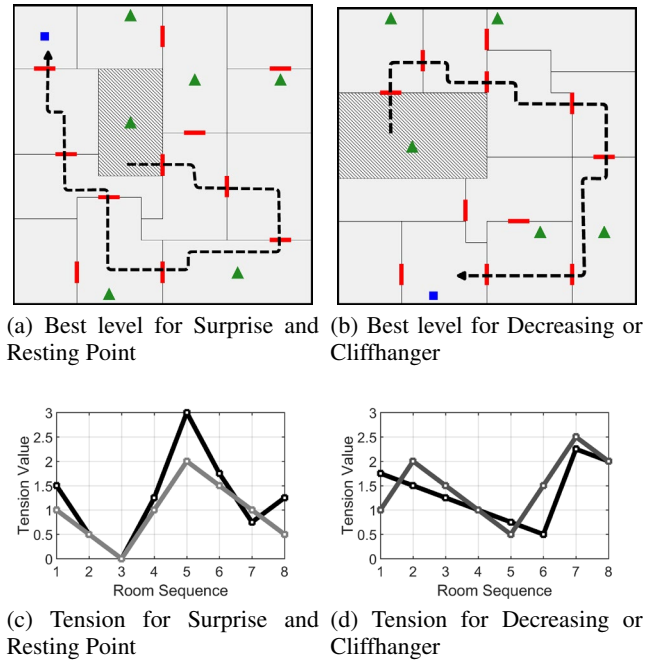 (a) Best level for Surprise and
Resting Point
(b) Best level for Decreasing or
Cliffhanger
3
2.5
2
1.5
1
0.5
0
Tension Value
1 2 3 4 5 6 7 8
Room Sequence
3
2.5
2
1.5
1
0.5
0
Tension Value
1 2 3 4 5 6 7 8
Room Sequence
(c) Tension for Surprise and
Resting Point
(d) Tension for Decreasing or
Cliffhanger